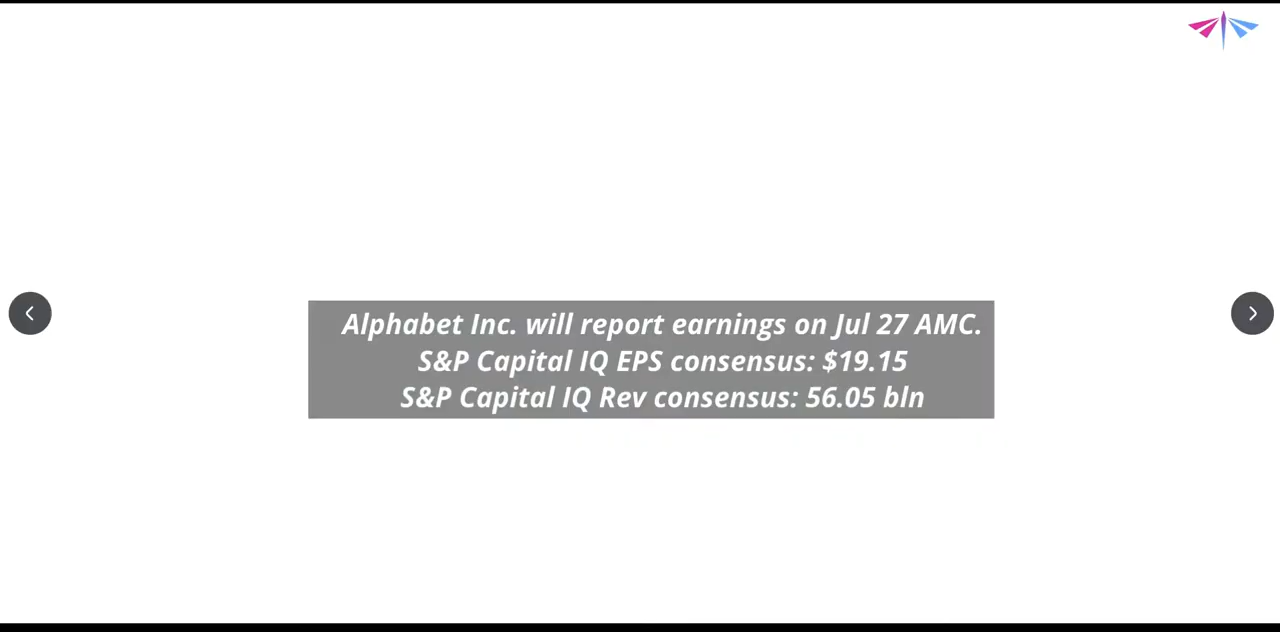 Alphabet Inc. will report earnings on Jul 27 AMC.
S&P Capital IQ EPS consensus: $19.15
S&P Capital IQ Rev consensus: 56.05 bln